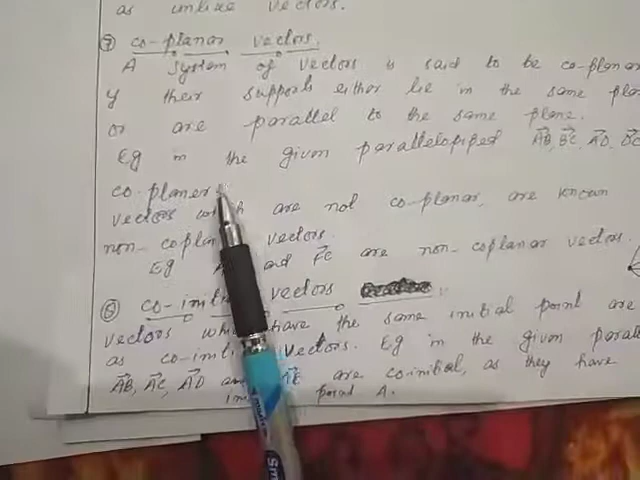 as unlike vectors.
⑦ co-planar vectors.
A system of vectors is said to be co-planar
y their supports either lie in the same
or are parallel to the same plane.
Eg in the given parallelopiped AB, BC, AD, DC
co-planer
vectors which are not co-planar, are known
non-coplanar vectors.
Eg and FC are non-coplanar vectors.
⑧ co-initial vectors
vectors which have the same initial point are
as co-initial vectors. Eg in the given
AB, AC, AD and AE are co-initial, as they have
point A.